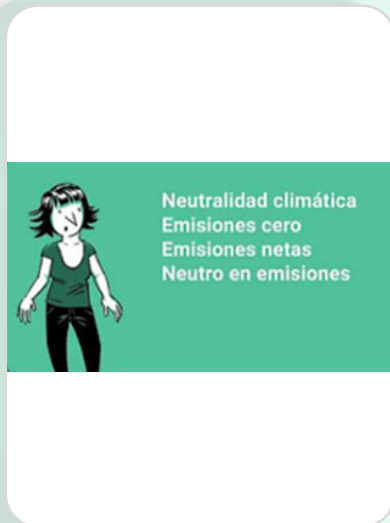 Neutralidad climática
Emisiones cero
Emisiones netas
Neutro en emisiones